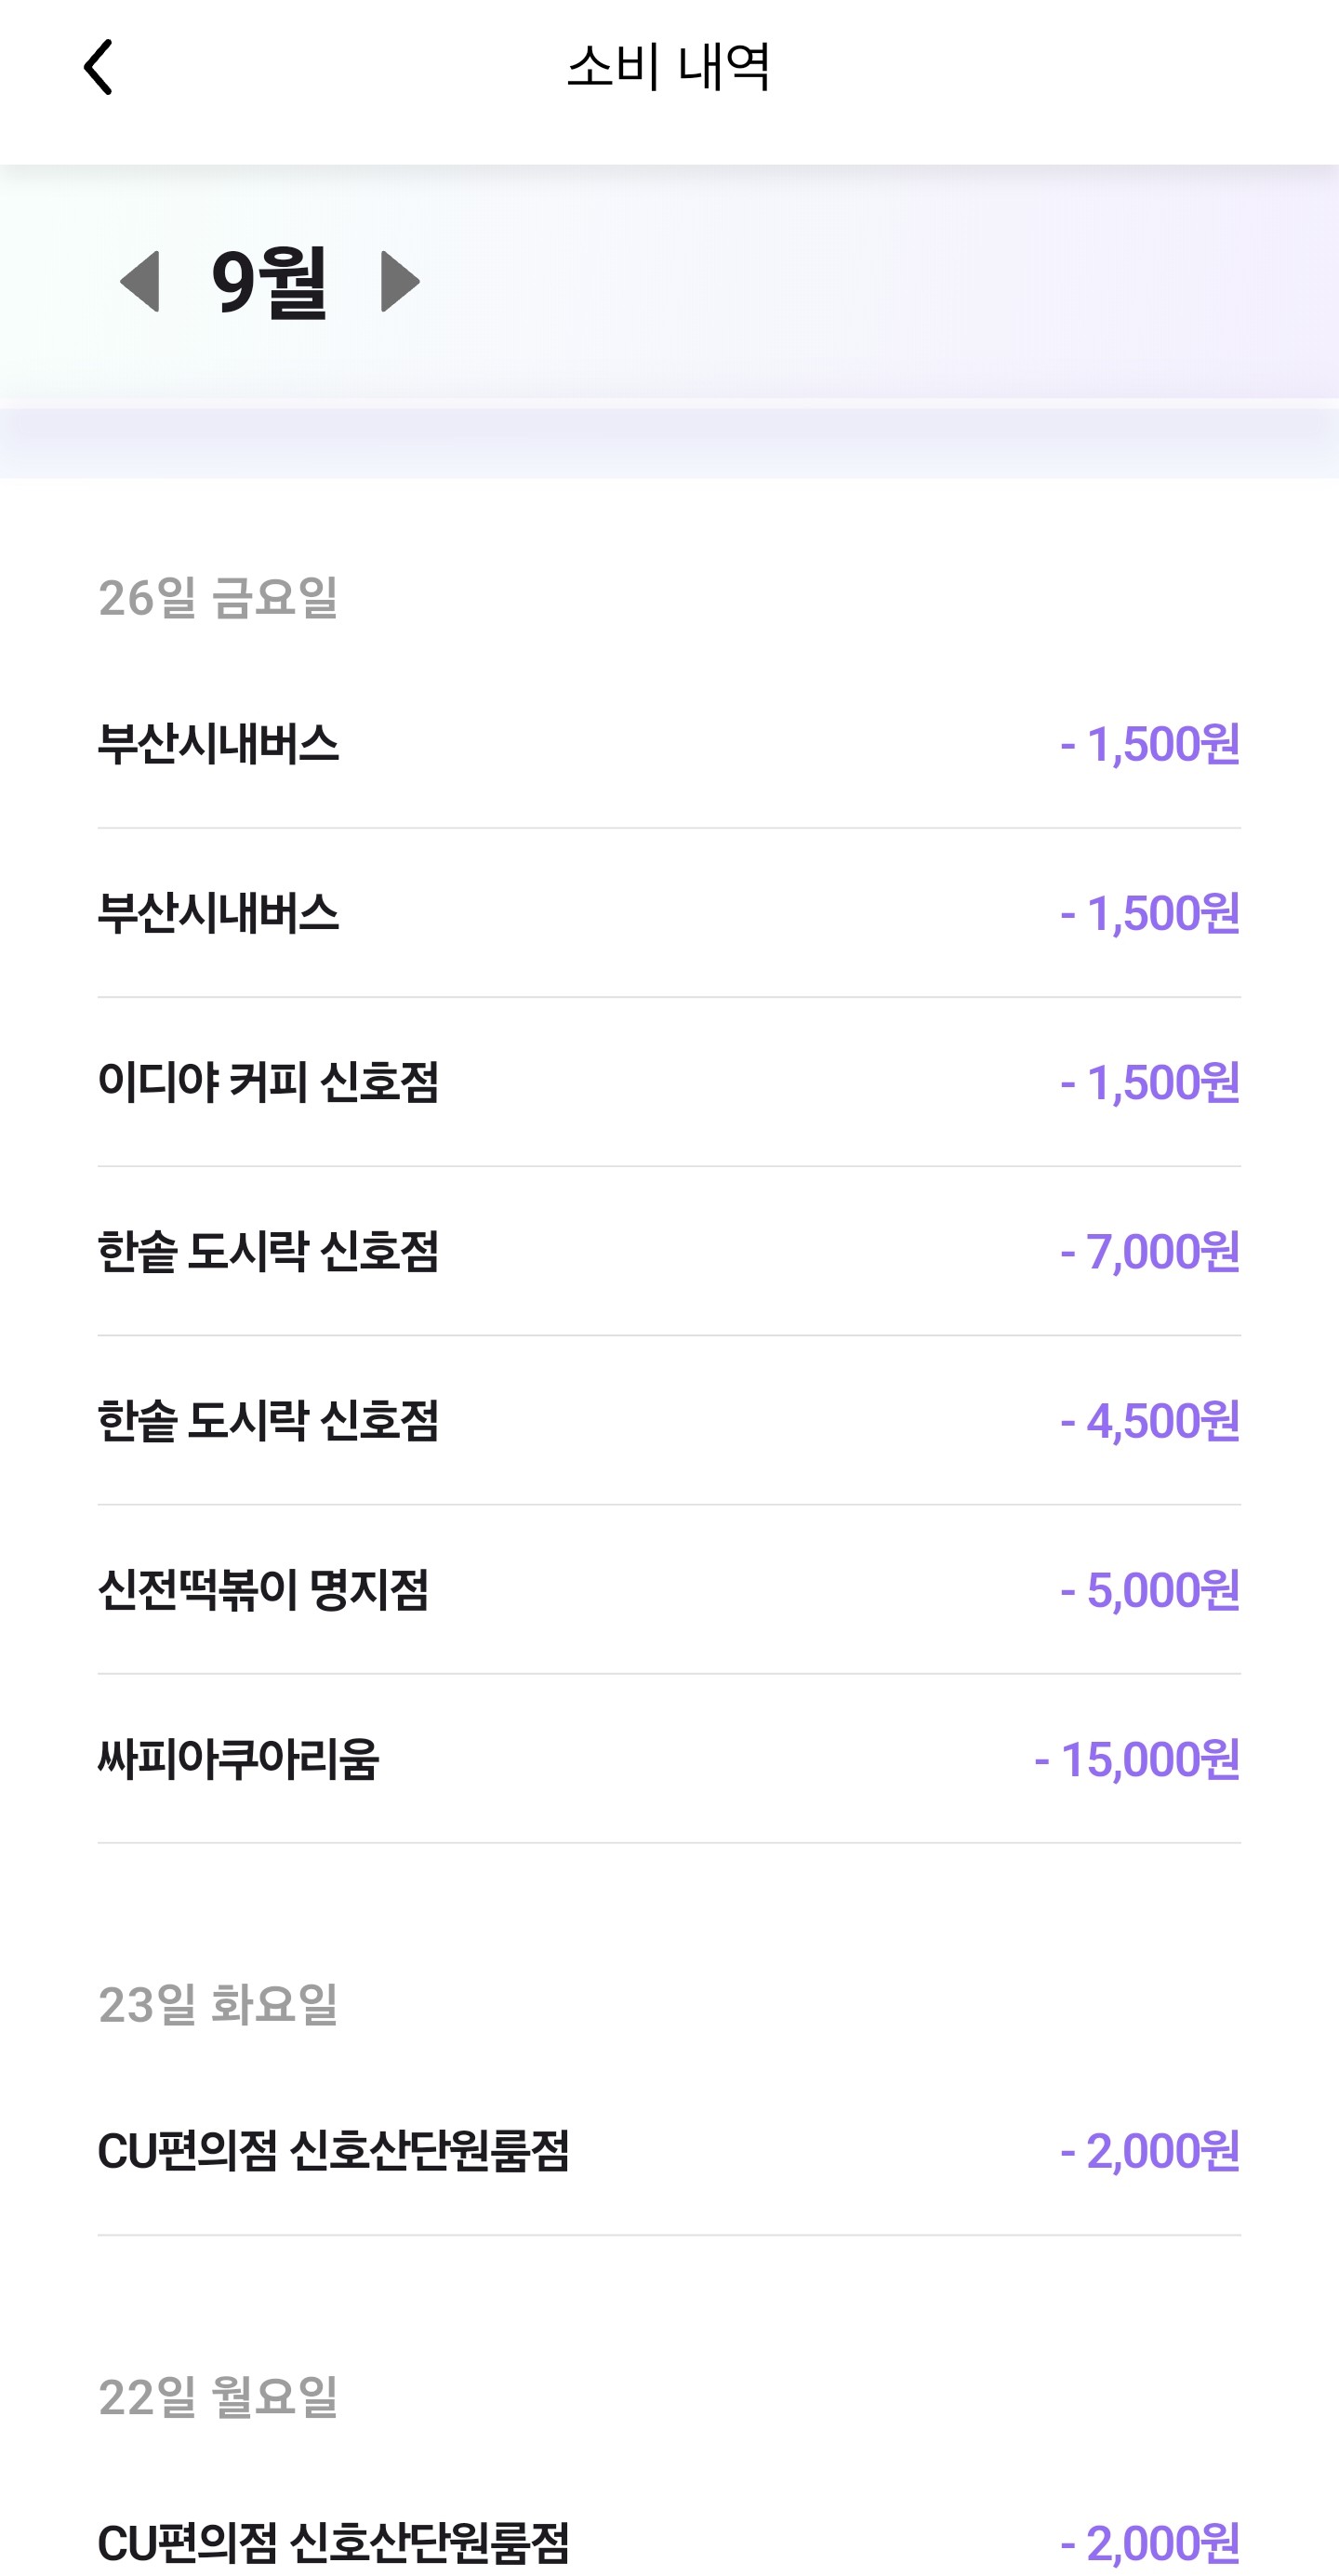 소비 내역
9월
26일 금요일
부산시내버스 - 1,500원
부산시내버스 - 1,500원
이디야 커피 신호점 - 1,500원
한솥 도시락 신호점 - 7,000원
한솥 도시락 신호점 - 4,500원
신전떡볶이 명지점 - 5,000원
싸피아쿠아리움 - 15,000원
23일 화요일
CU편의점 신호산단원룸점 - 2,000원
22일 월요일
CU편의점 신호산단원룸점 - 2,000원